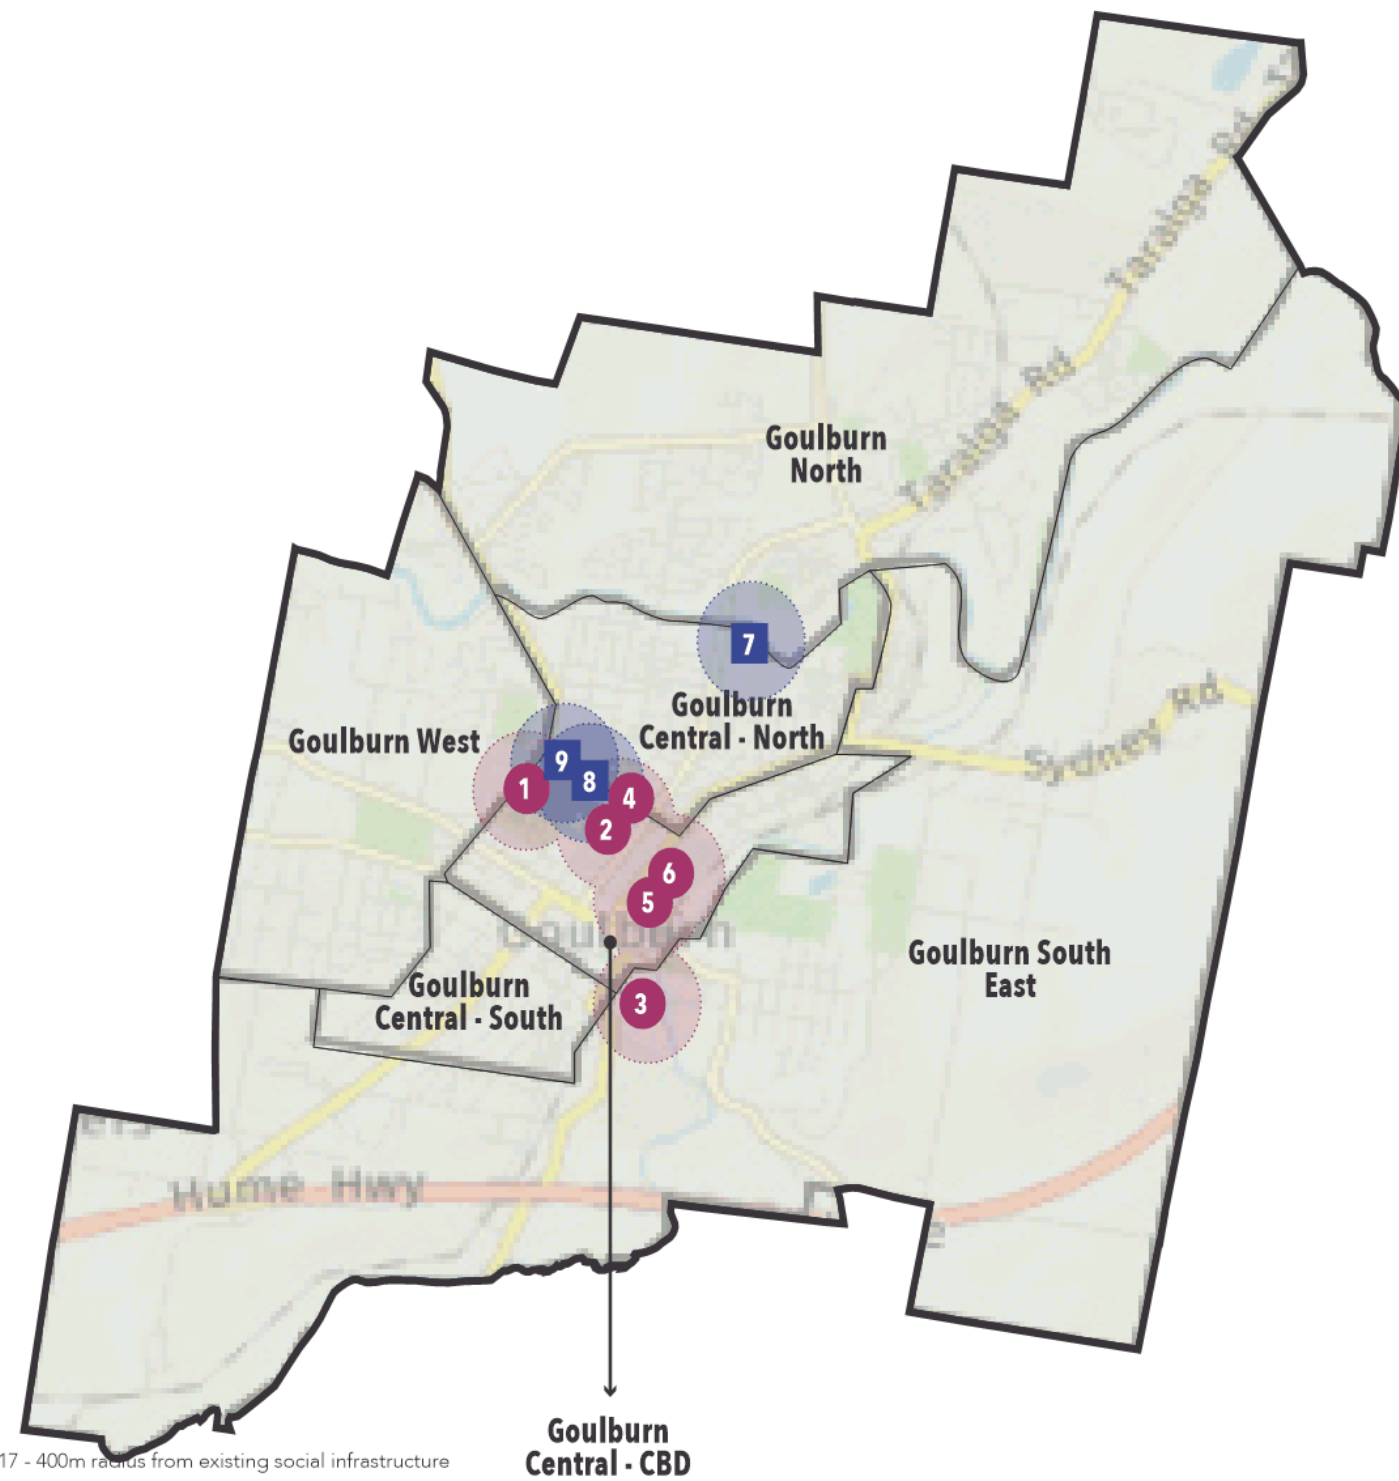 Taralga Rd
Goulburn
North
Taralga Rd
7
Goulburn
Central - North
Sydney Rd
Goulburn West
9
8
1
4
2
6
5
Goulburn
Goulburn South
East
Goulburn
Central - South
3
Hume Hwy
Goulburn
Central - CBD
17 - 400m radius from existing social infrastructure